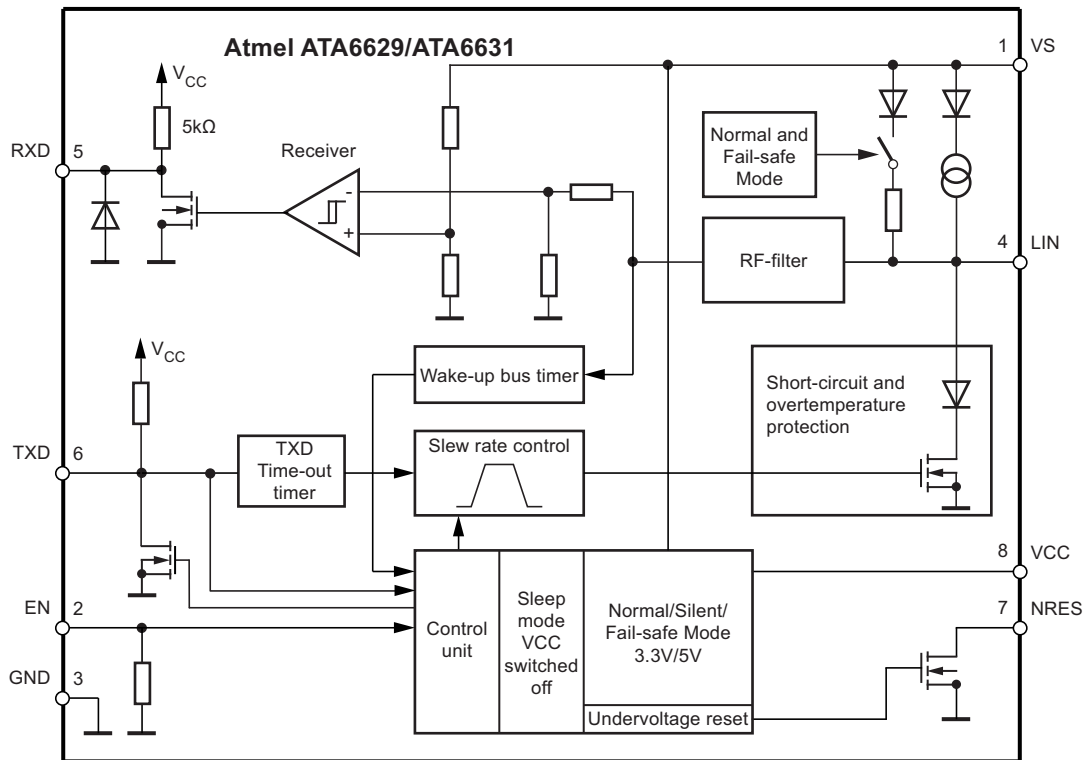 Atmel ATA6629/ATA6631
1
VS
VCC
5kΩ
RXD
5
Receiver
-
+
Normal and
Fail-safe
Mode
4
LIN
RF-filter
VCC
Wake-up bus timer
Short-circuit and
overtemperature
protection
TXD
6
TXD
Time-out
timer
Slew rate control
8
VCC
7
NRES
EN
2
GND
3
Control
unit
Sleep
mode
VCC
switched
off
Normal/Silent/
Fail-safe Mode
3.3V/5V
Undervoltage reset